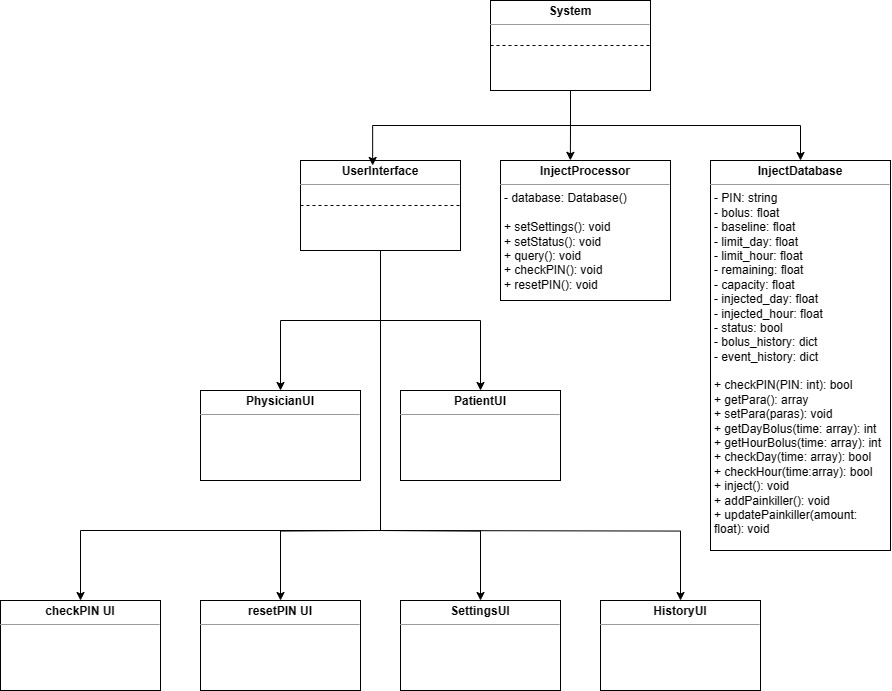 System
UserInterface
InjectProcessor
- database: Database()
+ setSettings(): void
+ setStatus(): void
+ query(): void
+ checkPIN(): void
+ resetPIN(): void
InjectDatabase
- PIN: string
- bolus: float
- baseline: float
- limit_day: float
- limit_hour: float
- remaining: float
- capacity: float
- injected_day: float
- injected_hour: float
- status: bool
- bolus_history: dict
- event_history: dict
+ checkPIN(PIN: int): bool
+ getPara(): array
+ setPara(paras): void
+ getDayBolus(time: array): int
+ getHourBolus(time: array): int
+ checkDay(time: array): bool
+ checkHour(time:array): bool
+ inject(): void
+ addPainkiller(): void
+ updatePainkiller(amount:
float): void
PhysicianUI
PatientUI
checkPIN UI
resetPIN UI
SettingsUI
HistoryUI